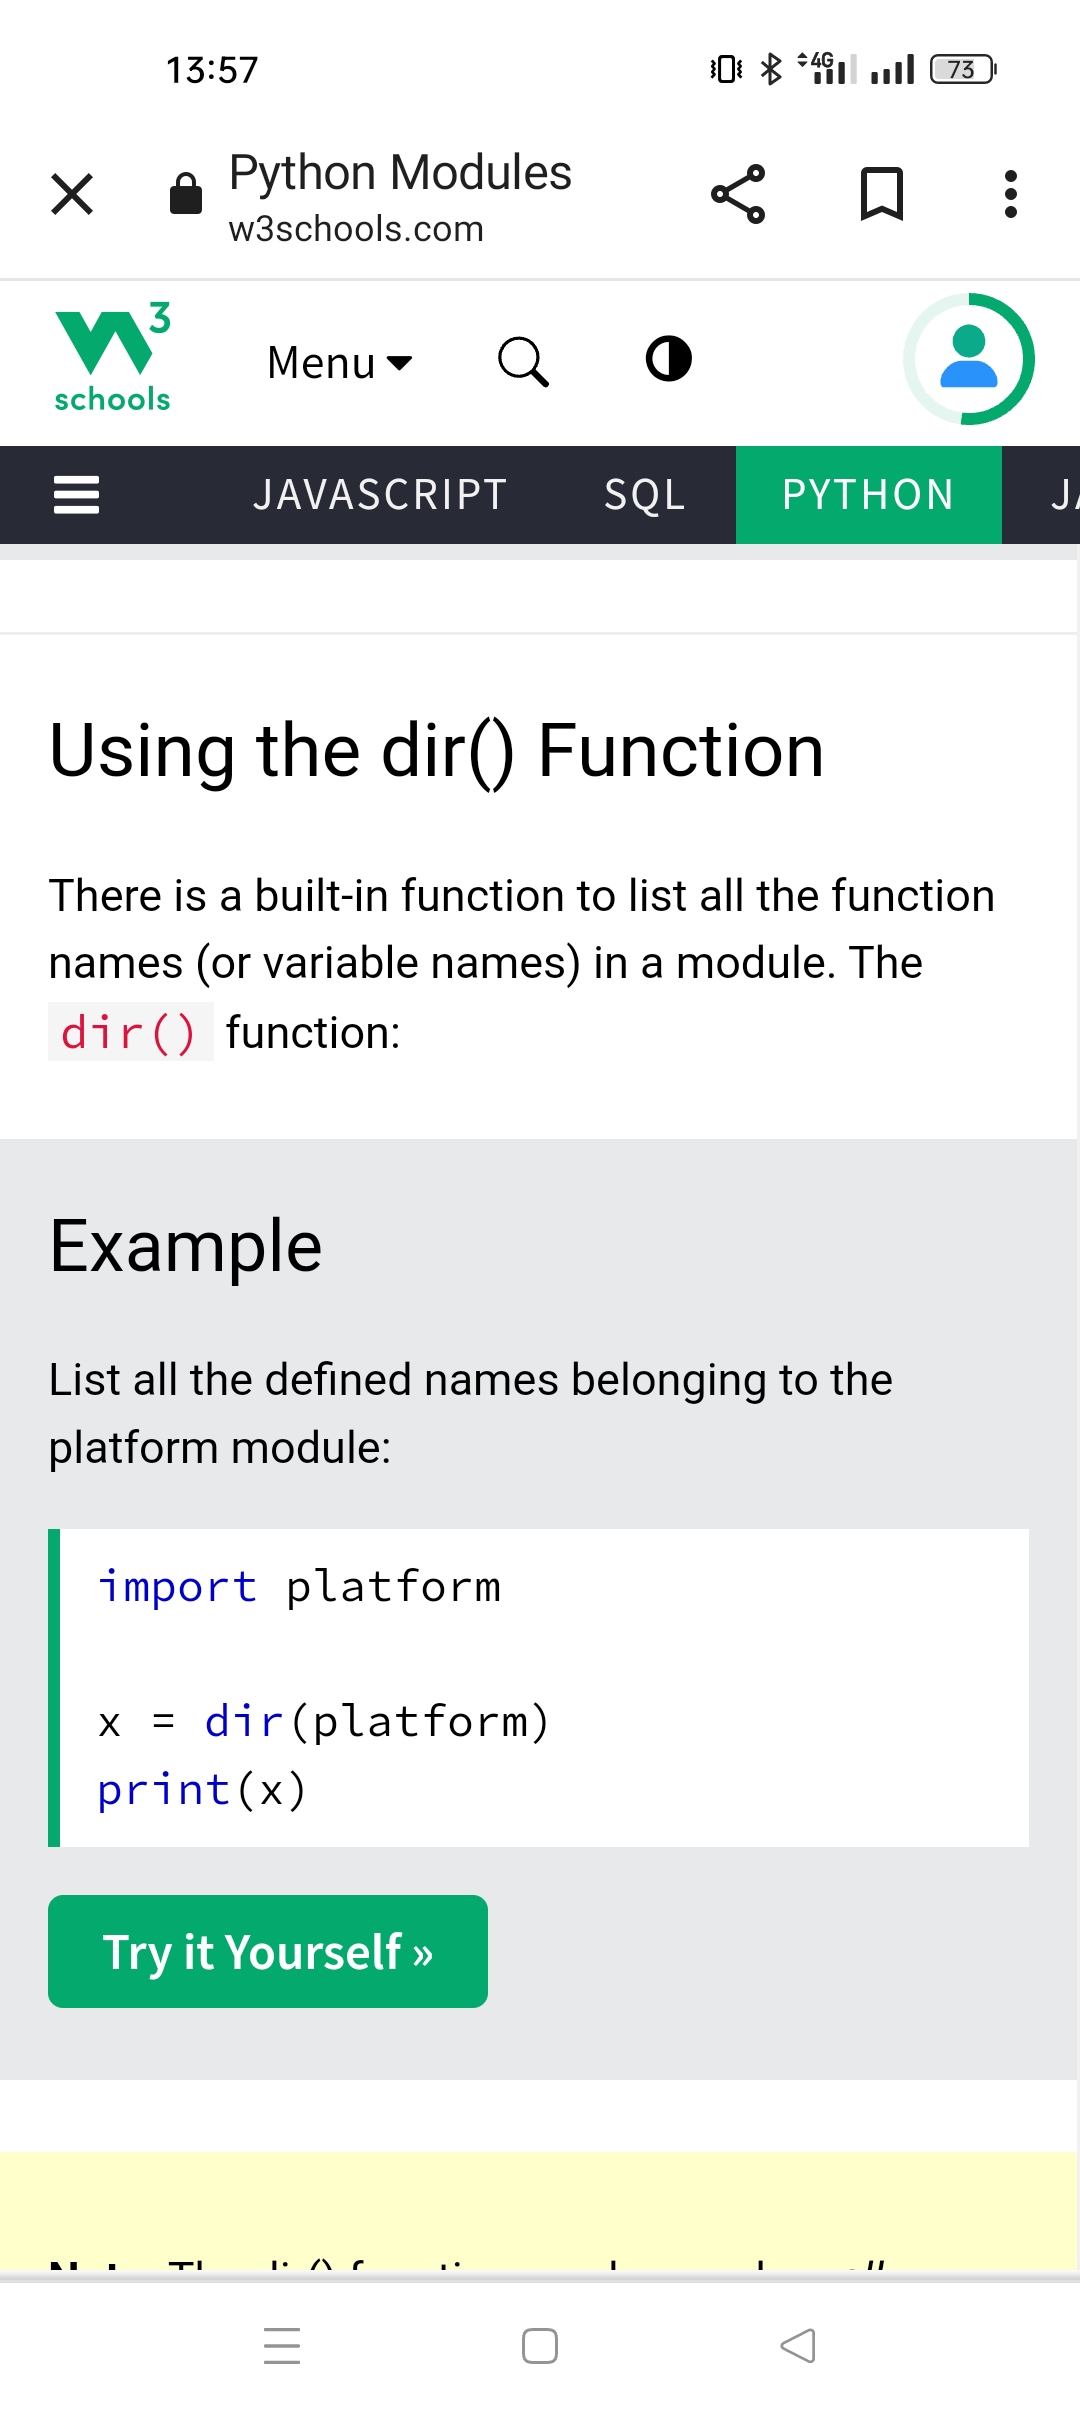 13:57
4G
73
Python Modules
w3schools.com
3
schools
Menu
JAVASCRIPT SQL PYTHON
Using the dir() Function
There is a built-in function to list all the function
names (or variable names) in a module. The
dir() function:
Example
List all the defined names belonging to the
platform module:
import platform
x = dir(platform)
print(x)
Try it Yourself »